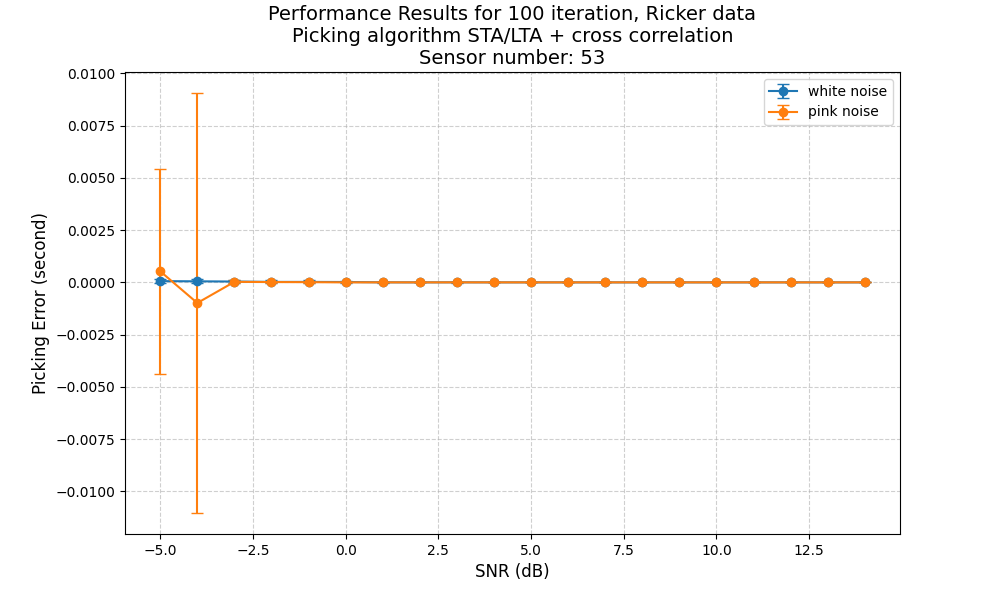 Performance Results for 100 iteration, Ricker data
Picking algorithm STA/LTA + cross correlation
Sensor number: 53
white noise
pink noise
Picking Error (second)
0.0100
0.0075
0.0050
0.0025
0.0000
−0.0025
−0.0050
−0.0075
−0.0100
−5.0 −2.5 0.0 2.5 5.0 7.5 10.0 12.5
SNR (dB)